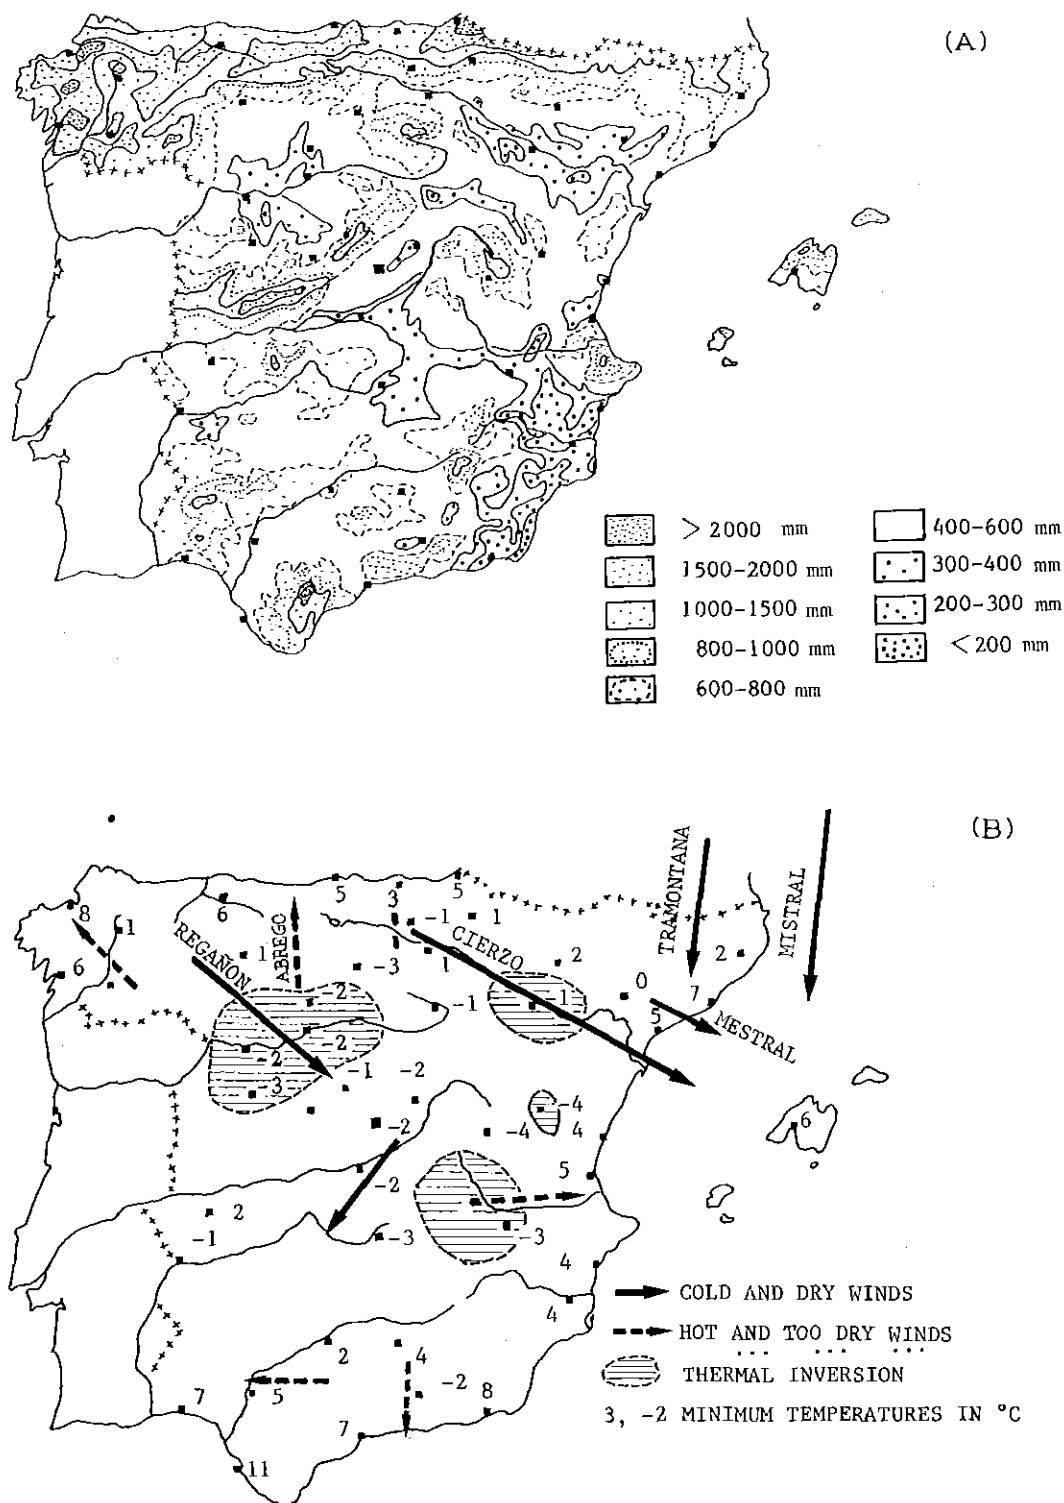 (A)
> 2000 mm
1500-2000 mm
1000-1500 mm
800-1000 mm
600-800 mm
400-600 mm
300-400 mm
200-300 mm
<200 mm
(B)
TRAMONTANA
MISTRAL
8
1
6
5
3
5
-1
1
REGAÑON
ABREGO
CIERZO
6
1
-3
1
2
2
-2
-1
-1
0
7
5
MESTRAL
-2
-2
-3
-1
-2
-4
-2
-4
4
6
5
-2
2
-1
-3
-3
4
4
2
4
5
-2
7
8
7
11
COLD AND DRY WINDS
HOT AND TOO DRY WINDS
THERMAL INVERSION
3, -2 MINIMUM TEMPERATURES IN °C